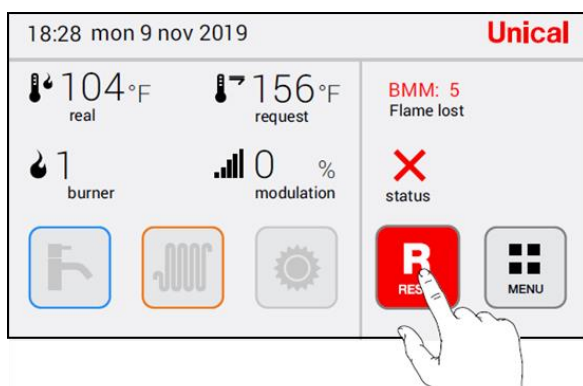 18:28 mon 9 nov 2019
Unical
104 °F
real
156 °F
request
BMM: 5
Flame lost
1
burner
0 %
modulation
status
R
MENU